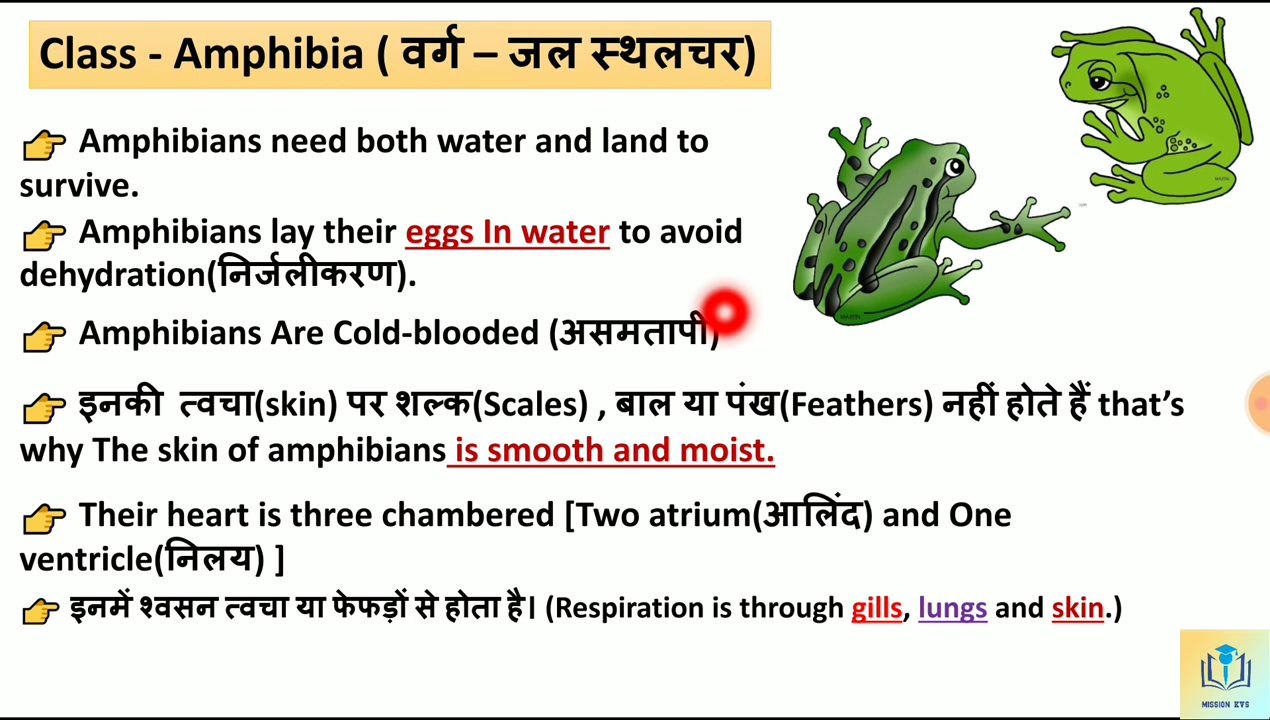 Class - Amphibia ( वर्ग – जल स्थलचर)
👉 Amphibians need both water and land to
survive.
👉 Amphibians lay their eggs In water to avoid
dehydration(निर्जलीकरण).
👉 Amphibians Are Cold-blooded (असमतापी)
👉 इनकी त्वचा(skin) पर शल्क(Scales) , बाल या पंख(Feathers) नहीं होते हैं that’s
why The skin of amphibians is smooth and moist.
👉 Their heart is three chambered [Two atrium(आलिंद) and One
ventricle(निलय) ]
👉 इनमें श्वसन त्वचा या फेफड़ों से होता है। (Respiration is through gills, lungs and skin.)
MISSION KVS